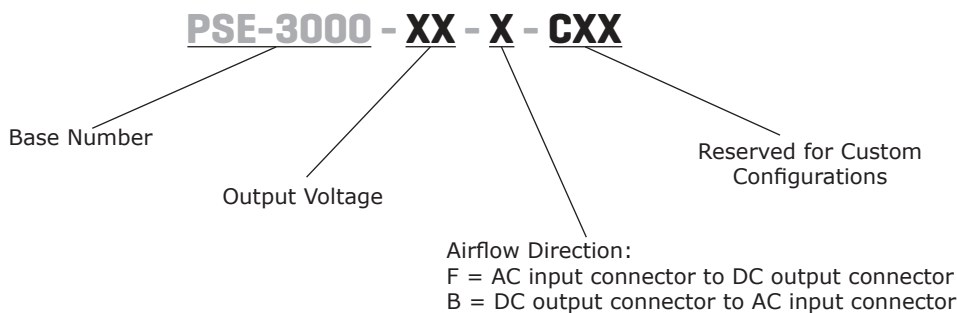 PSE-3000 - XX - X - CXX
Base Number
Reserved for Custom
Configurations
Output Voltage
Airflow Direction:
F = AC input connector to DC output connector
B = DC output connector to AC input connector